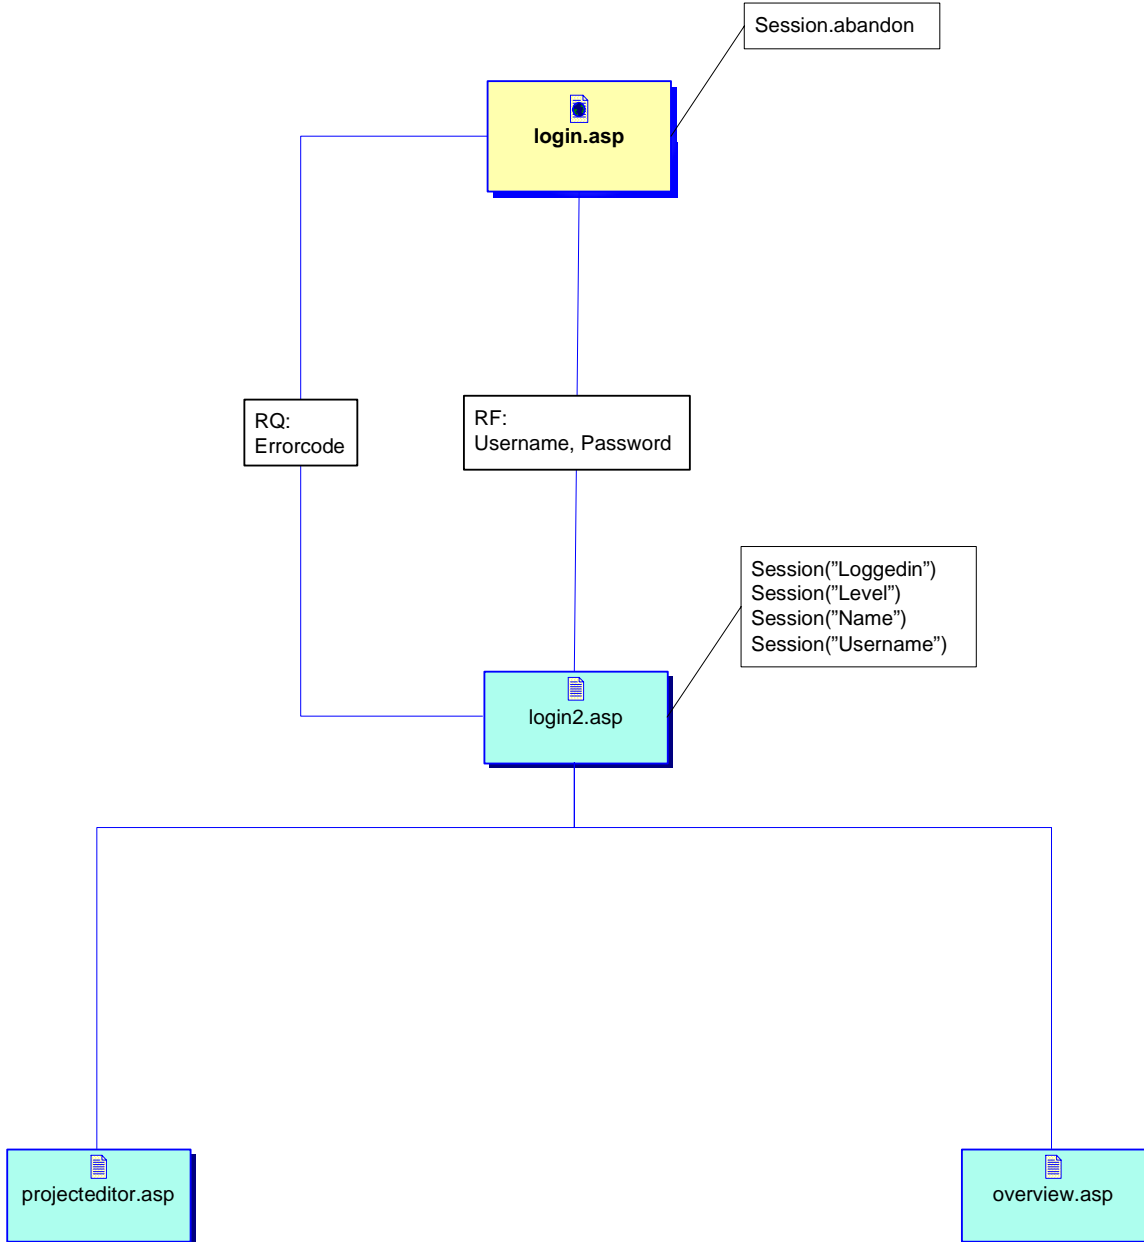 Session.abandon
login.asp
RQ:
Errorcode
RF:
Username, Password
Session(”Loggedin”)
Session(”Level”)
Session(”Name”)
Session(”Username”)
login2.asp
projecteditor.asp
overview.asp